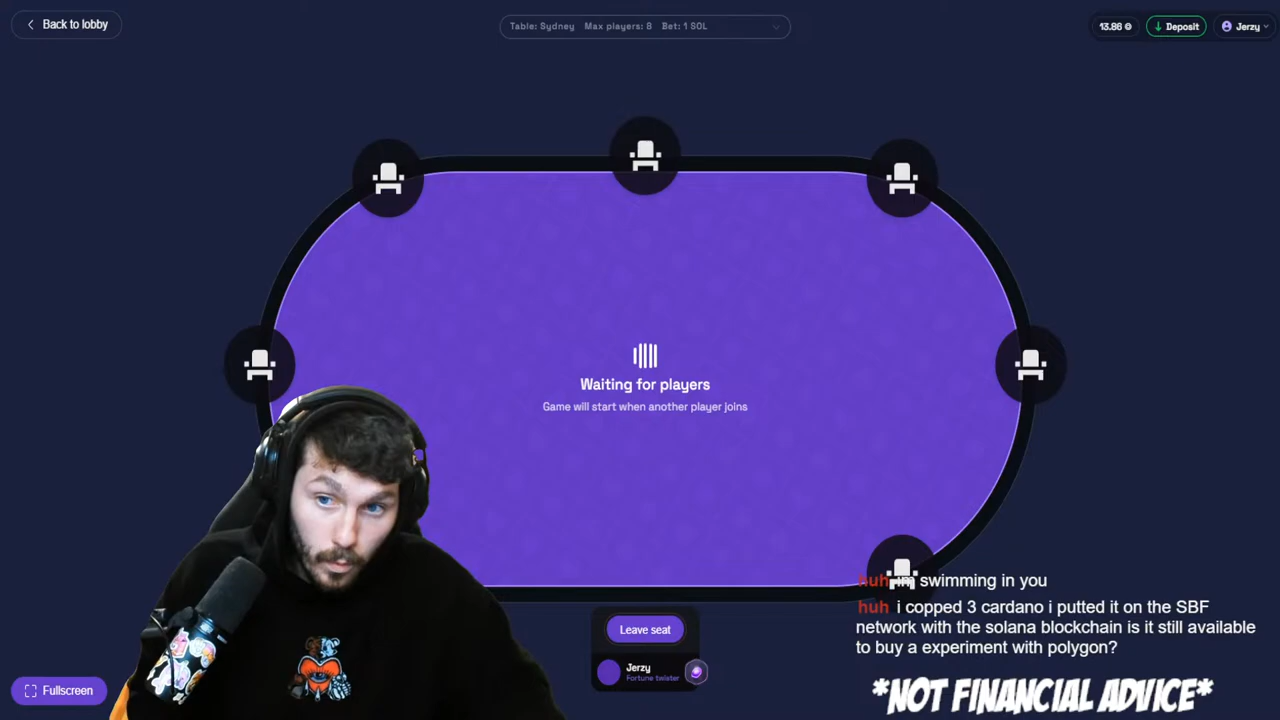 Back to lobby
Table: Sydney Max players: 8 Bet: 1 SOL
13.86
Deposit
Jerzy
Waiting for players
Game will start when another player joins
huh im swimming in you
huh i copped 3 cardano i putted it on the SBF
network with the solana blockchain is it still available
to buy a experiment with polygon?
Leave seat
Jerzy
Fortune twister
Fullscreen
*NOT FINANCIAL ADVICE*